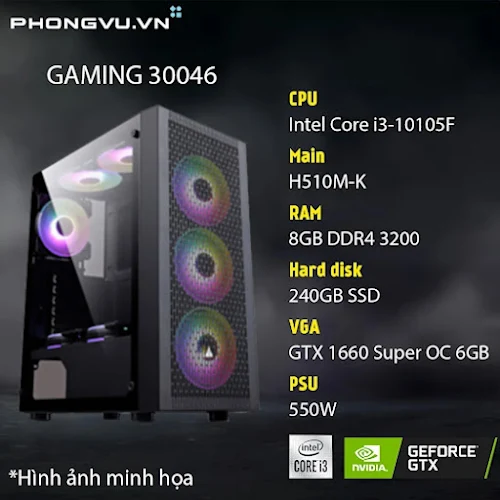 PHONGVU.VN
GAMING 30046
CPU
Intel Core i3-10105F
Main
H510M-K
RAM
8GB DDR4 3200
Hard disk
240GB SSD
VGA
GTX 1660 Super OC 6GB
PSU
550W
intel
CORE i3
NVIDIA.
GEFORCE
GTX
*Hình ảnh minh họa